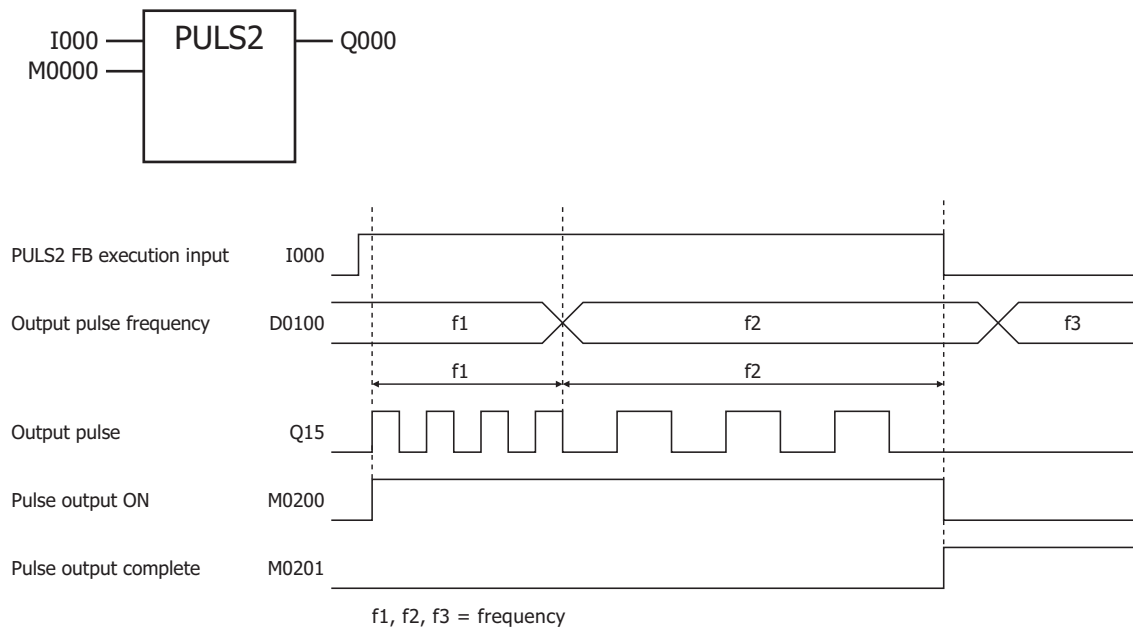 I000
PULS2
Q000
M0000
PULS2 FB execution input I000
Output pulse frequency D0100 f1 f2 f3
f1 f2
Output pulse Q15
Pulse output ON M0200
Pulse output complete M0201
f1, f2, f3 = frequency